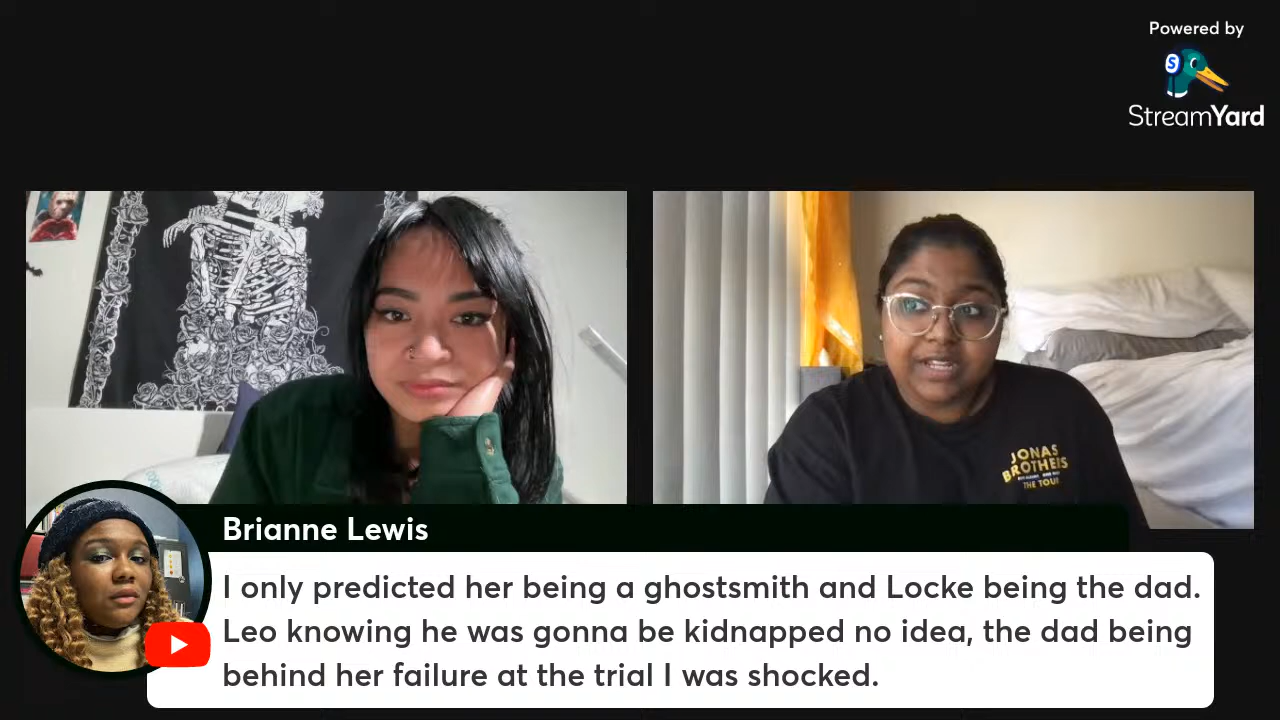 Powered by
StreamYard
JONAS
BROTHERS
THE TOUR
Brianne Lewis
I only predicted her being a ghostsmith and Locke being the dad.
Leo knowing he was gonna be kidnapped no idea, the dad being
behind her failure at the trial I was shocked.